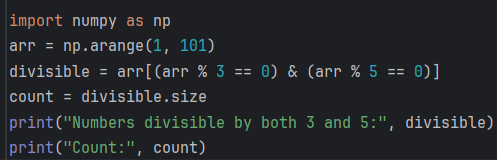 import numpy as np
arr = np.arange(1, 101)
divisible = arr[(arr % 3 == 0) & (arr % 5 == 0)]
count = divisible.size
print("Numbers divisible by both 3 and 5:", divisible)
print("Count:", count)